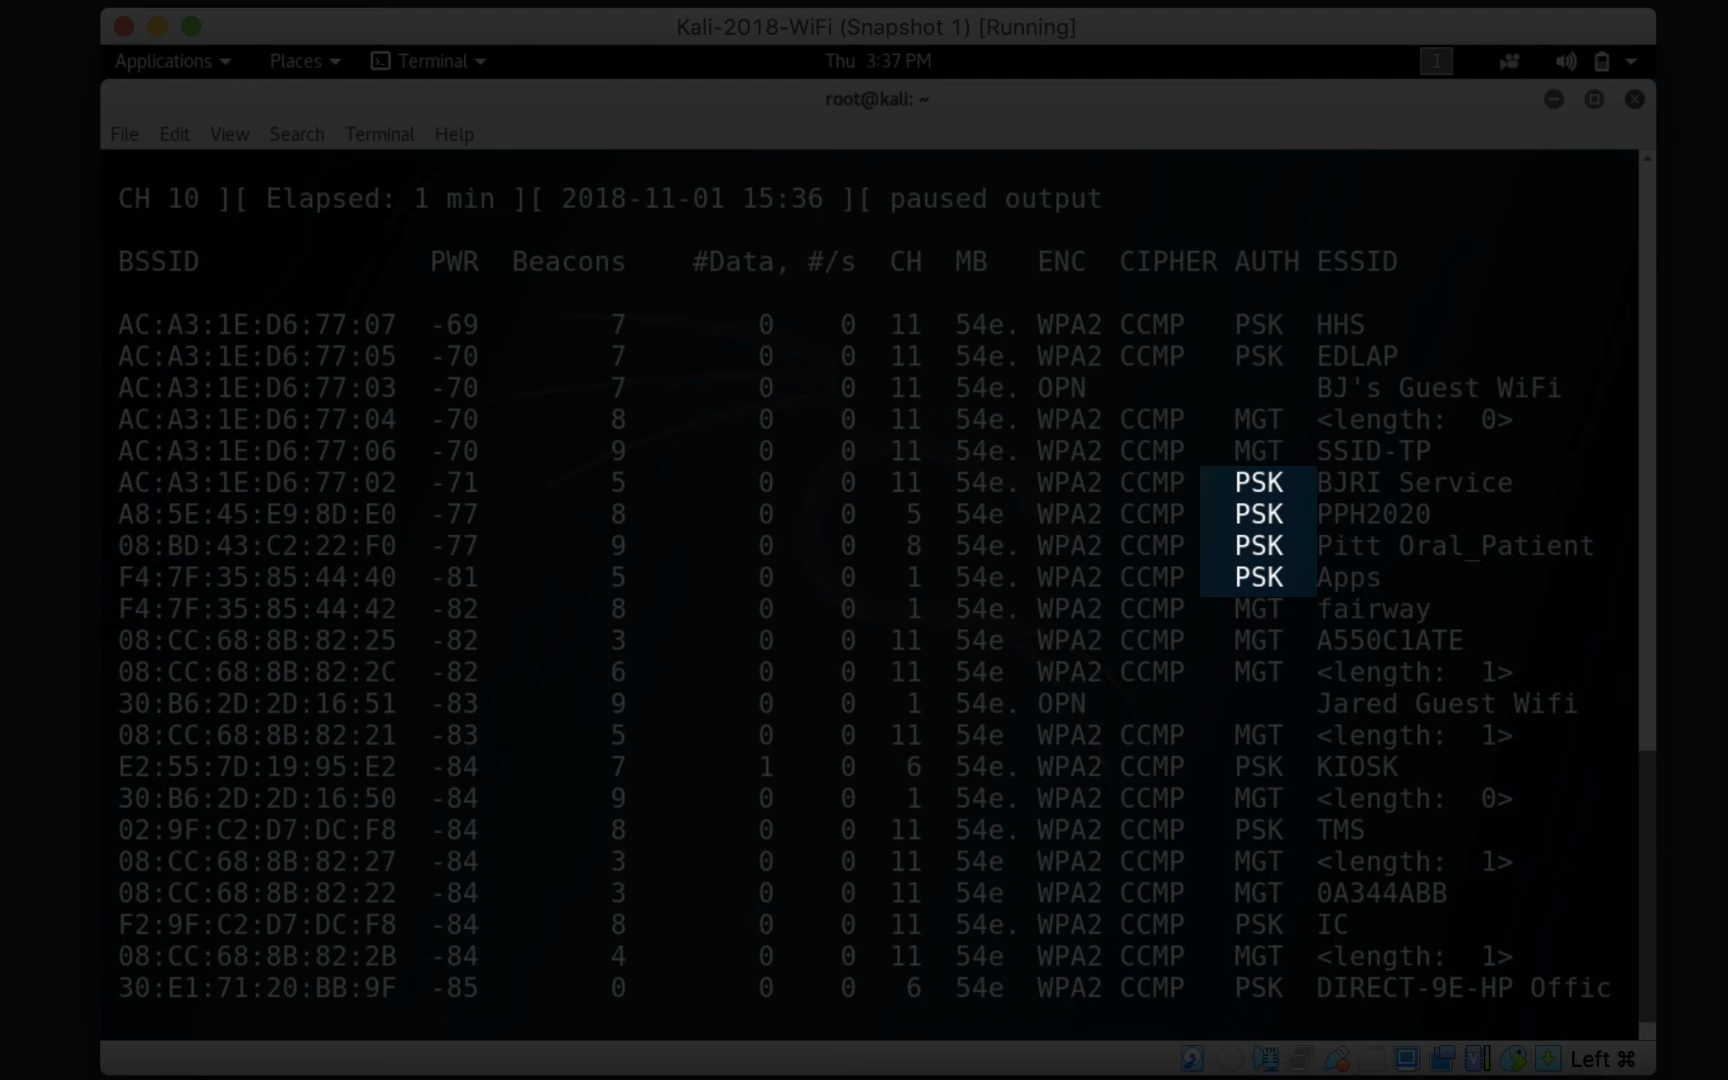 Kali-2018-WiFi (Snapshot 1) [Running]
Applications Places Terminal Thu 3:37 PM 1
root@kali: ~
File Edit View Search Terminal Help
CH 10 ][ Elapsed: 1 min ][ 2018-11-01 15:36 ][ paused output
BSSID PWR Beacons #Data, #/s CH MB ENC CIPHER AUTH ESSID
AC:A3:1E:D6:77:07 -69 7 0 0 11 54e. WPA2 CCMP PSK HHS
AC:A3:1E:D6:77:05 -70 7 0 0 11 54e. WPA2 CCMP PSK EDLAP
AC:A3:1E:D6:77:03 -70 7 0 0 11 54e. OPN BJ's Guest WiFi
AC:A3:1E:D6:77:04 -70 8 0 0 11 54e. WPA2 CCMP MGT <length: 0>
AC:A3:1E:D6:77:06 -70 9 0 0 11 54e. WPA2 CCMP MGT SSID-TP
AC:A3:1E:D6:77:02 -71 5 0 0 11 54e. WPA2 CCMP PSK BJRI Service
A8:5E:45:E9:8D:E0 -77 8 0 0 5 54e WPA2 CCMP PSK PPH2020
08:BD:43:C2:22:F0 -77 9 0 0 8 54e. WPA2 CCMP PSK Pitt Oral_Patient
F4:7F:35:85:44:40 -81 5 0 0 1 54e. WPA2 CCMP PSK Apps
F4:7F:35:85:44:42 -82 8 0 0 1 54e. WPA2 CCMP MGT fairway
08:CC:68:8B:82:25 -82 3 0 0 11 54e. WPA2 CCMP MGT A550C1ATE
08:CC:68:8B:82:2C -82 6 0 0 11 54e WPA2 CCMP MGT <length: 1>
30:B6:2D:2D:16:51 -83 9 0 0 1 54e. OPN Jared Guest Wifi
08:CC:68:8B:82:21 -83 5 0 0 11 54e WPA2 CCMP MGT <length: 1>
E2:55:7D:19:95:E2 -84 7 1 0 6 54e. WPA2 CCMP PSK KIOSK
30:B6:2D:2D:16:50 -84 9 0 0 1 54e. WPA2 CCMP MGT <length: 0>
02:9F:C2:D7:DC:F8 -84 8 0 0 11 54e. WPA2 CCMP PSK TMS
08:CC:68:8B:82:27 -84 3 0 0 11 54e WPA2 CCMP MGT <length: 1>
08:CC:68:8B:82:22 -84 3 0 0 11 54e WPA2 CCMP MGT 0A344ABB
F2:9F:C2:D7:DC:F8 -84 8 0 0 11 54e. WPA2 CCMP PSK IC
08:CC:68:8B:82:2B -84 4 0 0 11 54e WPA2 CCMP MGT <length: 1>
30:E1:71:20:BB:9F -85 0 0 0 6 54e WPA2 CCMP PSK DIRECT-9E-HP Offic
Left ⌘